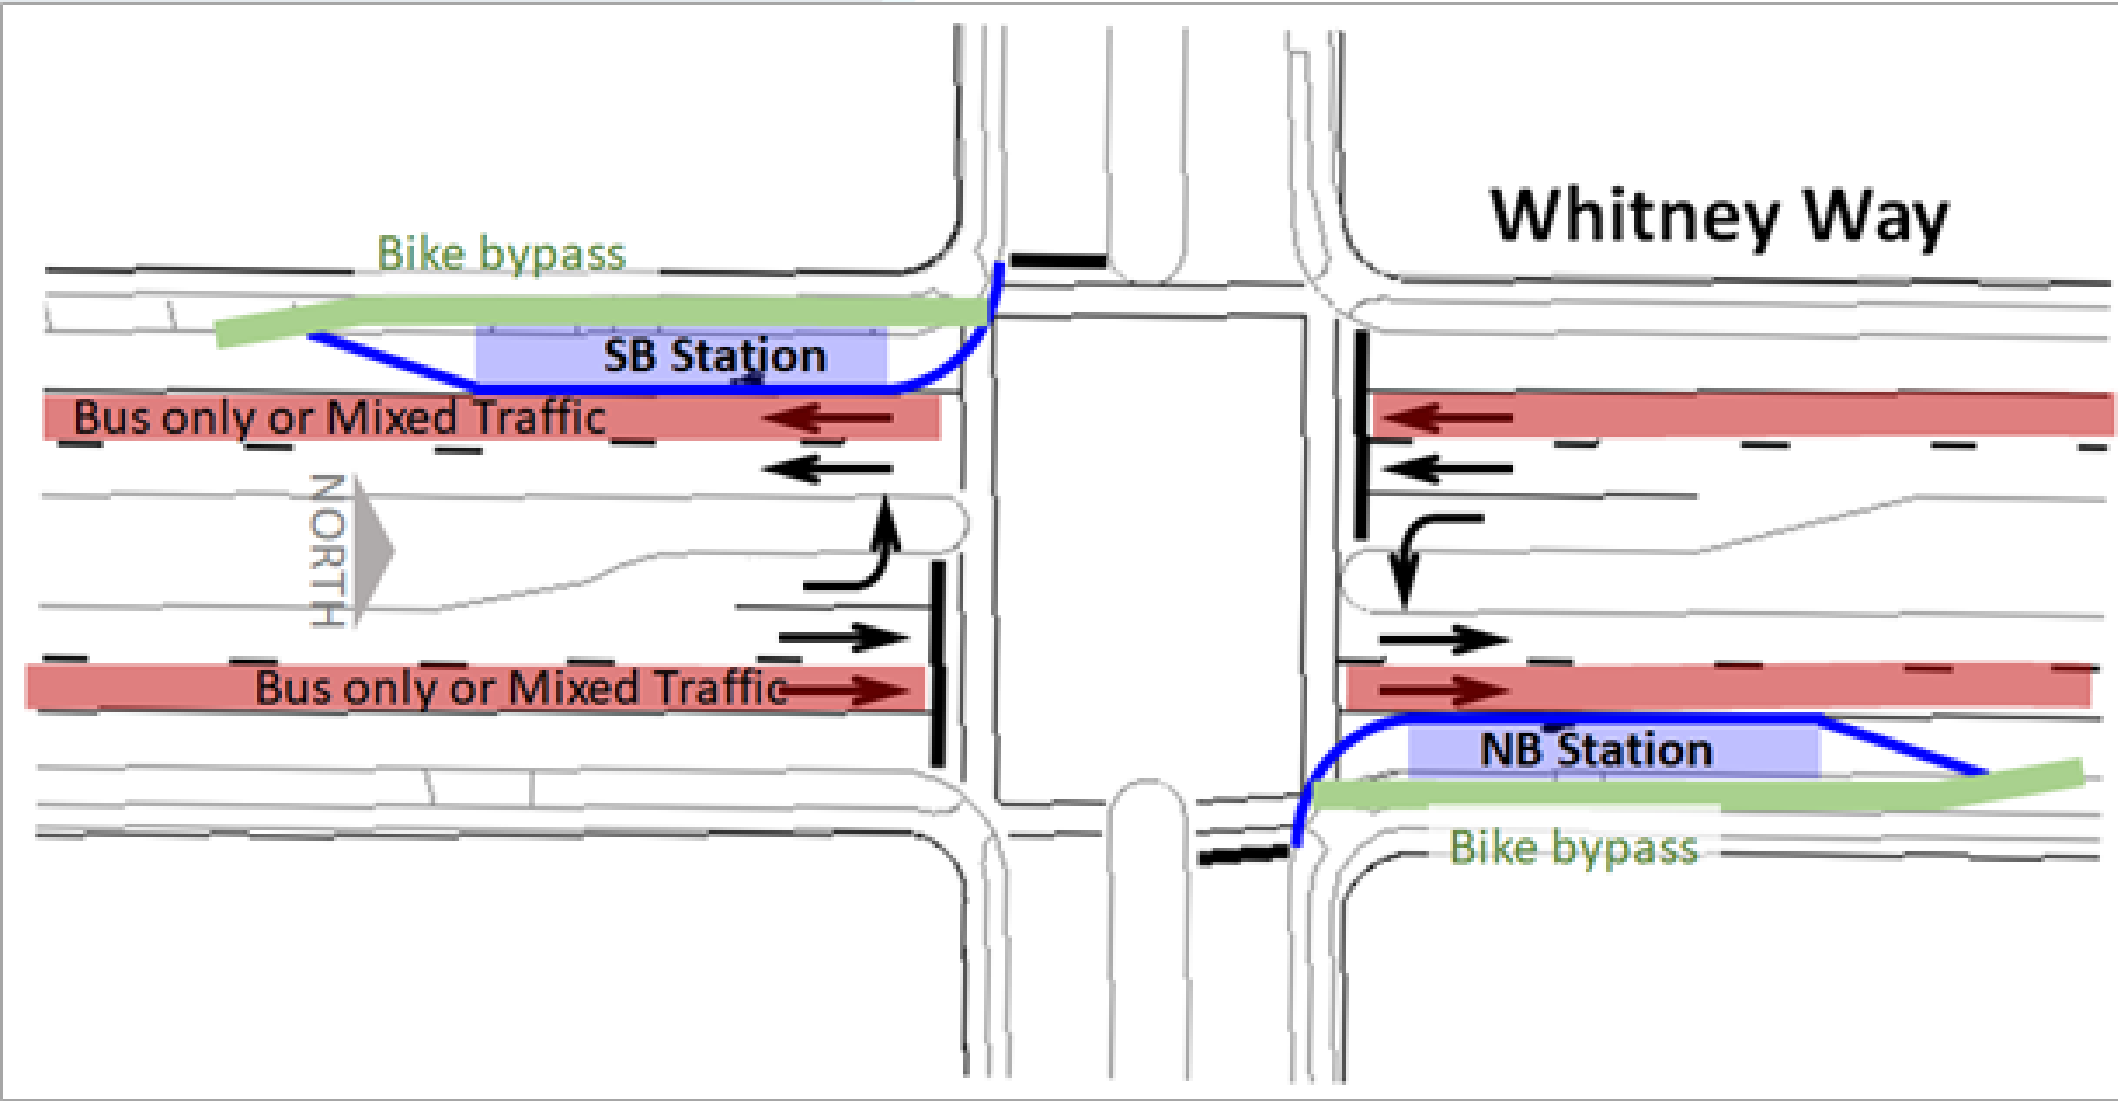 Whitney Way
Bike bypass
SB Station
Bus only or Mixed Traffic
NORTH
Bus only or Mixed Traffic
NB Station
Bike bypass